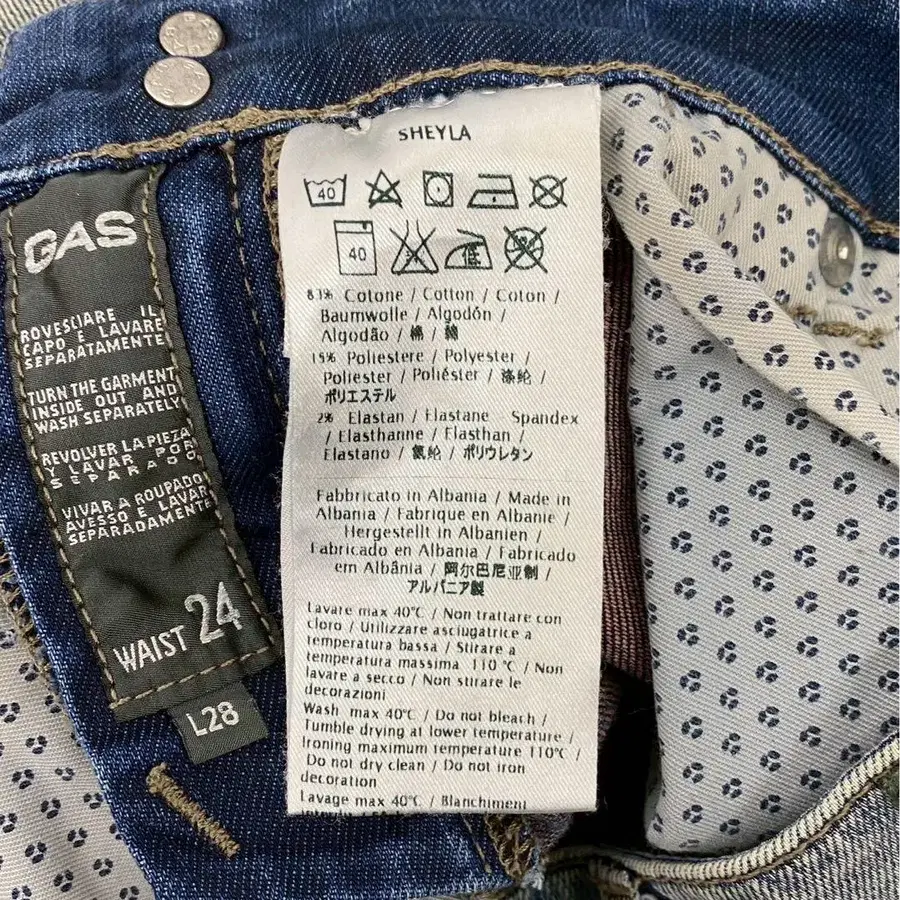 GAS
ROVESCIARE IL
CAPO E LAVARE
SEPARATAMENTE
TURN THE GARMENT
INSIDE OUT AND
WASH SEPARATELY
REVOLVER LA PIEZA
Y LAVAR POR
SEPARADO
VIVAR A ROUPADO
AVESSO E LAVAR
SEPARADAMENTE
WAIST 24
L28
SHEYLA
40
40 低
83% Cotone / Cotton / Coton /
Baumwolle / Algodón /
Algodão / 棉 / 綿
15% Poliestere / Polyester /
Poliester / Poliéster / 涤纶 /
ポリエステル
2% Elastan / Elastane - Spandex
/ Elasthanne / Elasthan /
Elastano / 氨纶 / ポリウレタン
Fabbricato in Albania / Made in
Albania / Fabrique en Albanie /
Hergestellt in Albanien /
Fabricado en Albania / Fabricado
em Albânia / 阿尔巴尼亚制 /
アルバニア製
Lavare max 40°C / Non trattare con
cloro / Utilizzare asciugatrice a
temperatura bassa / Stirare a
temperatura massima 110°C / Non
lavare a secco / Non stirare le
decorazioni
Wash max 40°C / Do not bleach /
Tumble drying at lower temperature /
Ironing maximum temperature 110°C /
Do not dry clean / Do not iron
decoration
Lavage max 40°C / Blanchiment